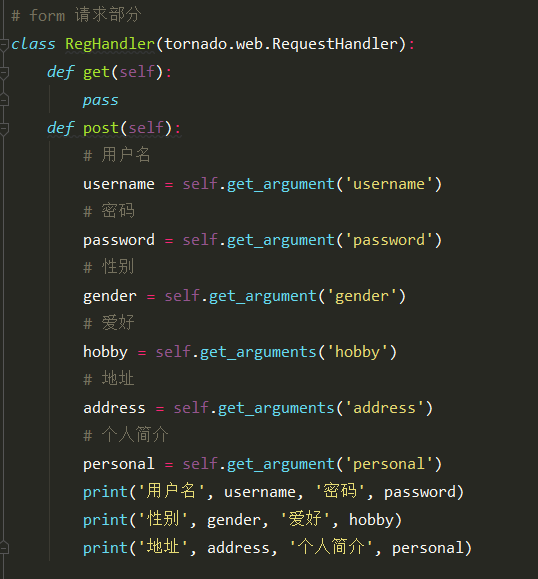 # form 请求部分
class RegHandler(tornado.web.RequestHandler):
    def get(self):
        pass
    def post(self):
        # 用户名
        username = self.get_argument('username')
        # 密码
        password = self.get_argument('password')
        # 性别
        gender = self.get_argument('gender')
        # 爱好
        hobby = self.get_arguments('hobby')
        # 地址
        address = self.get_arguments('address')
        # 个人简介
        personal = self.get_argument('personal')
        print('用户名', username, '密码', password)
        print('性别', gender, '爱好', hobby)
        print('地址', address, '个人简介', personal)